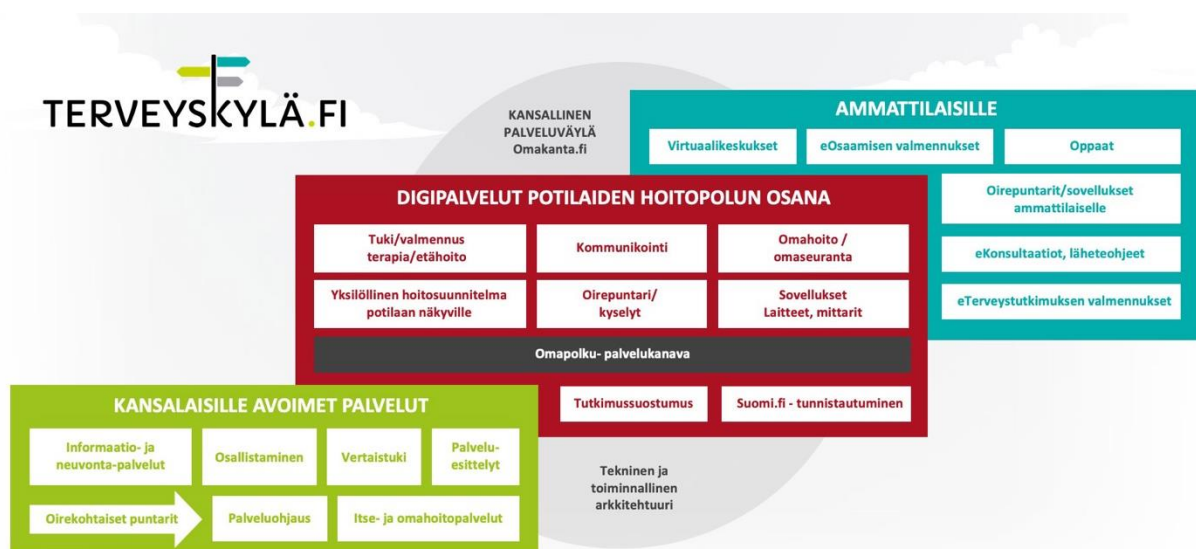 TERVEYSKYLÄ.FI
KANSALLINEN
PALVELUVÄYLÄ
Omakanta.fi
AMMATTILAISILLE
Virtuaalikeskukset
eOsaamisen valmennukset
Oppaat
Oirepuntarit/sovellukset
ammattilaiselle
eKonsultaatiot, läheteohjeet
eTerveystutkimuksen valmennukset
DIGIPALVELUT POTILAIDEN HOITOPOLUN OSANA
Tuki/valmennus
terapia/etähoito
Kommunikointi
Omahoito /
omaseuranta
Yksilöllinen hoitosuunnitelma
potilaan näkyville
Oirepuntari/
kyselyt
Sovellukset
Laitteet, mittarit
Omapolku- palvelukanava
Tutkimussuostumus
Suomi.fi - tunnistautuminen
KANSALAISILLE AVOIMET PALVELUT
Informaatio- ja
neuvonta-palvelut
Osallistaminen
Vertaistuki
Palvelu-
esittelyt
Oirekohtaiset puntarit
Palveluohjaus
Itse- ja omahoitopalvelut
Tekninen ja
toiminnallinen
arkkitehtuuri